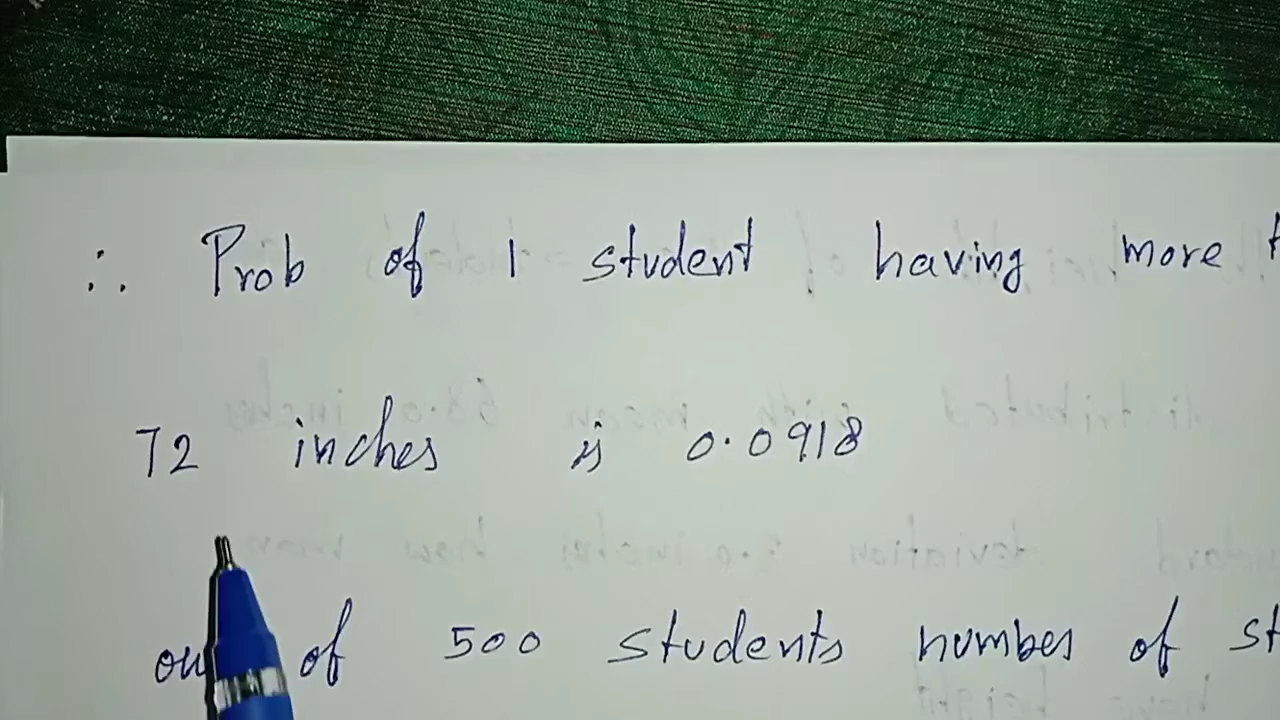 ∴ Prob of 1 student having more
72 inches is 0.0918
of 500 students number of